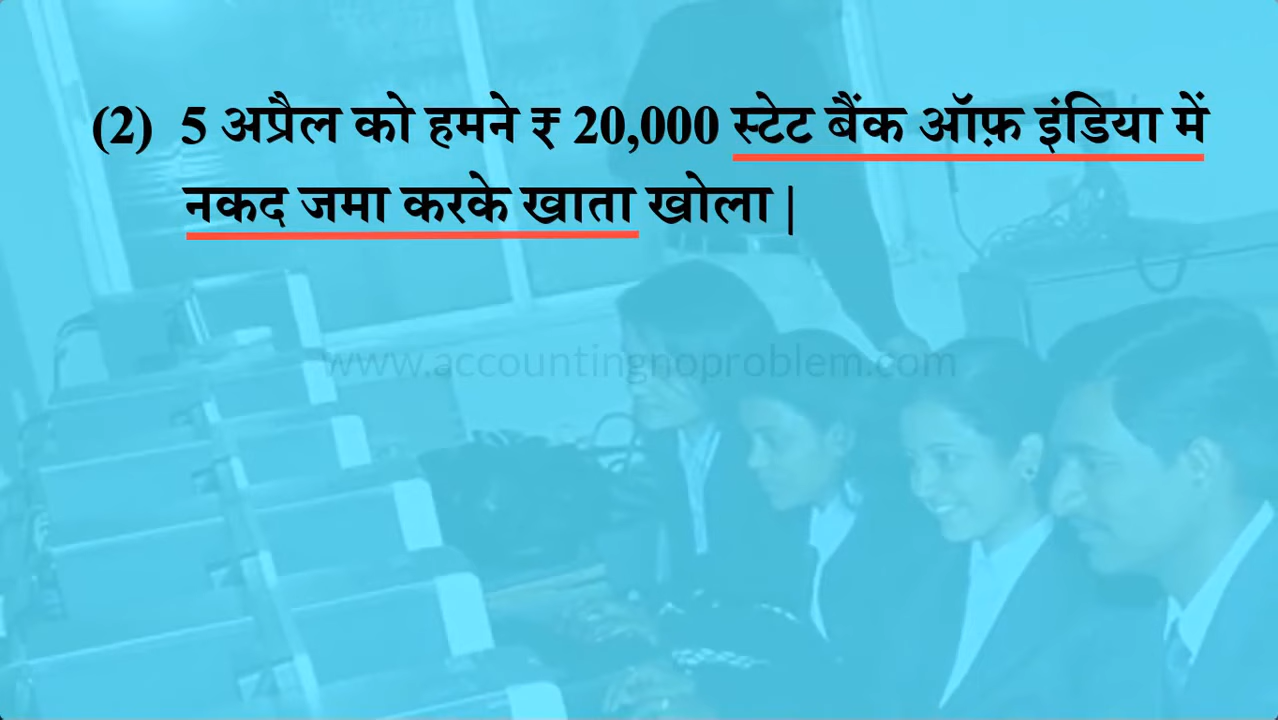 (2) 5 अप्रैल को हमने ₹ 20,000 स्टेट बैंक ऑफ़ इंडिया में
नकद जमा करके खाता खोला |
www.accountingnoproblem.com